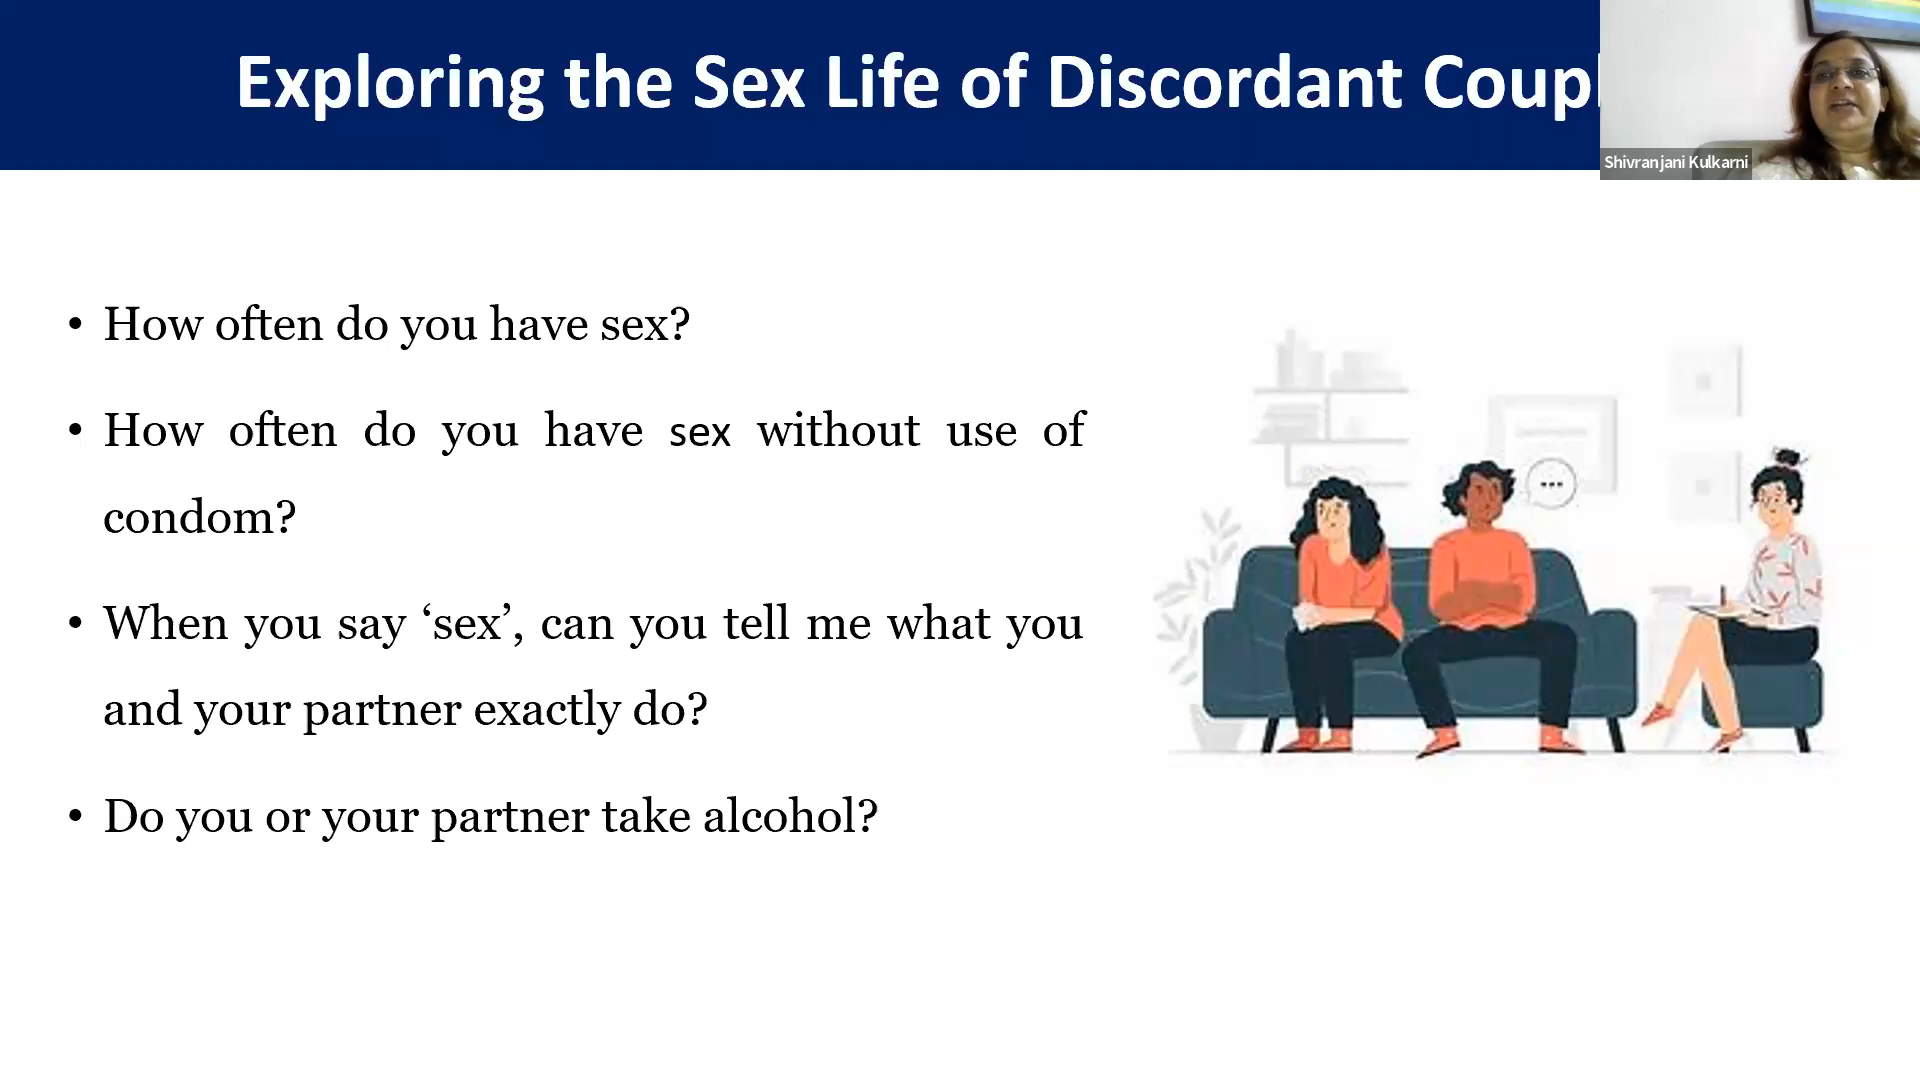 Exploring the Sex Life of Discordant Coupl
Shivranjani Kulkarni
• How often do you have sex?
• How often do you have sex without use of
condom?
• When you say ‘sex’, can you tell me what you
and your partner exactly do?
• Do you or your partner take alcohol?